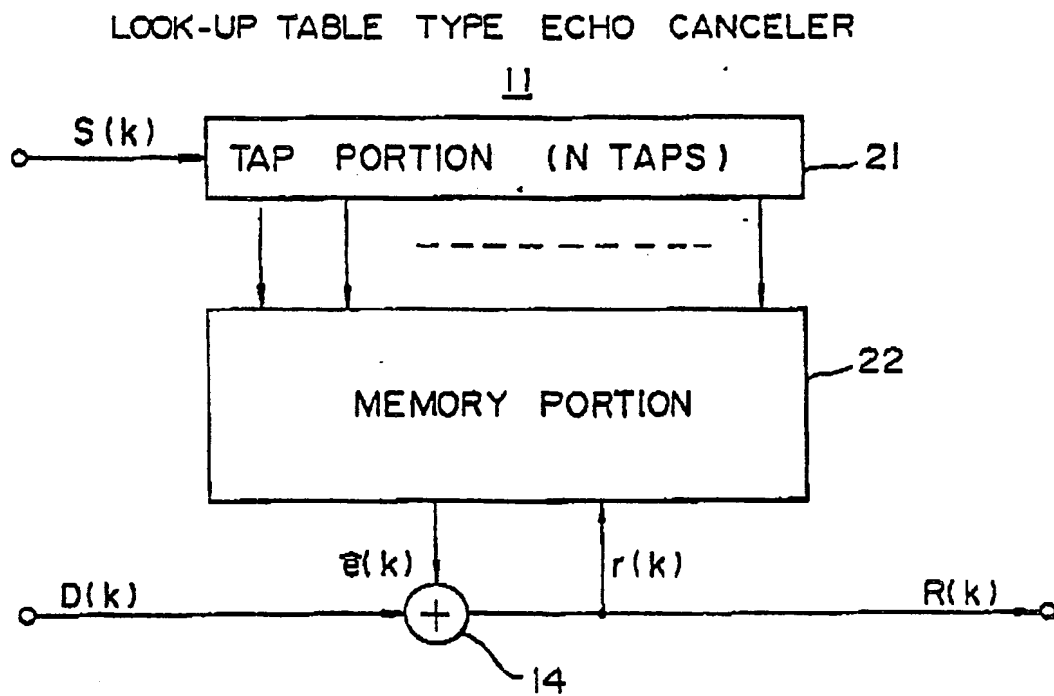 LOOK-UP TABLE TYPE ECHO CANCELER
11
S(k)
TAP PORTION (N TAPS)
21
MEMORY PORTION
22
ê(k)
r(k)
D(k)
+
R(k)
14